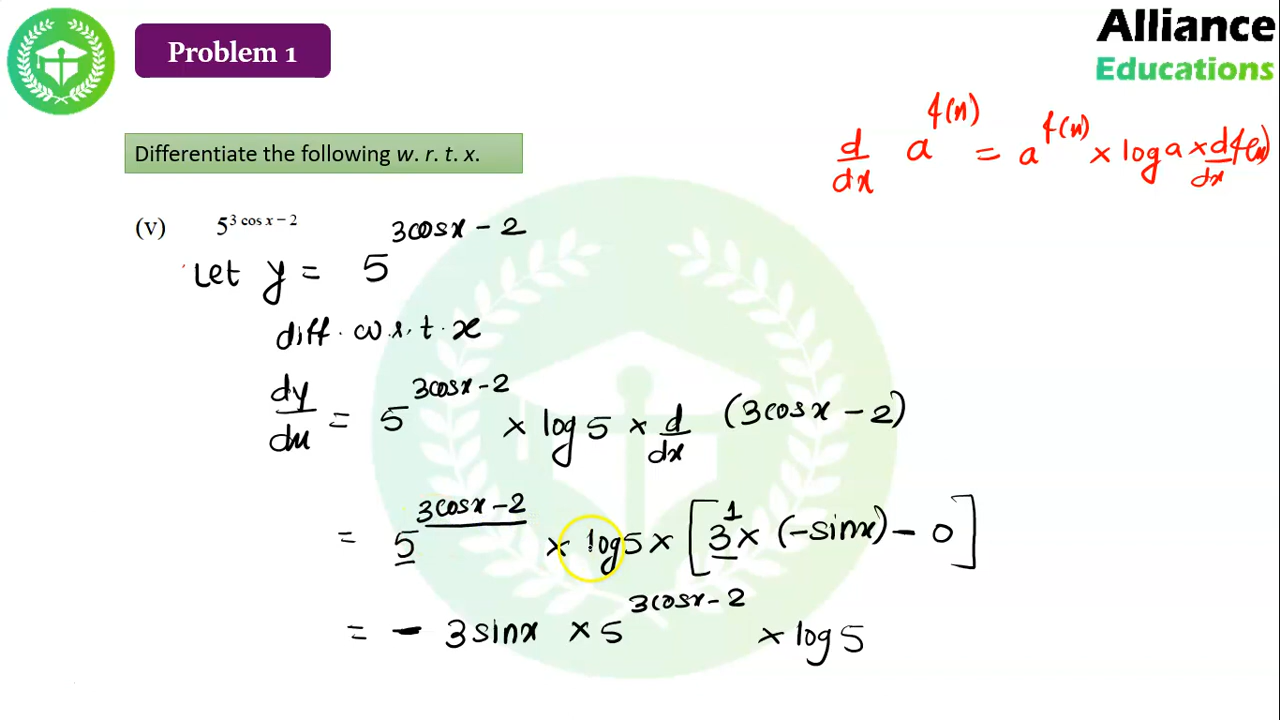 Problem 1
Alliance
Educations
d/dx a^f(x) = a^f(x) × log a × d/dx f(x)
Differentiate the following w. r. t. x.
(v) 5^(3 cos x – 2)
Let y = 5^(3cosx – 2)
diff. w.r.t. x
dy/dx = 5^(3cosx – 2) × log 5 × d/dx (3cosx – 2)
= 5^(3cosx – 2) × log5 × [3^1 × (–sinx) – 0]
= – 3sinx × 5^(3cosx – 2) × log 5